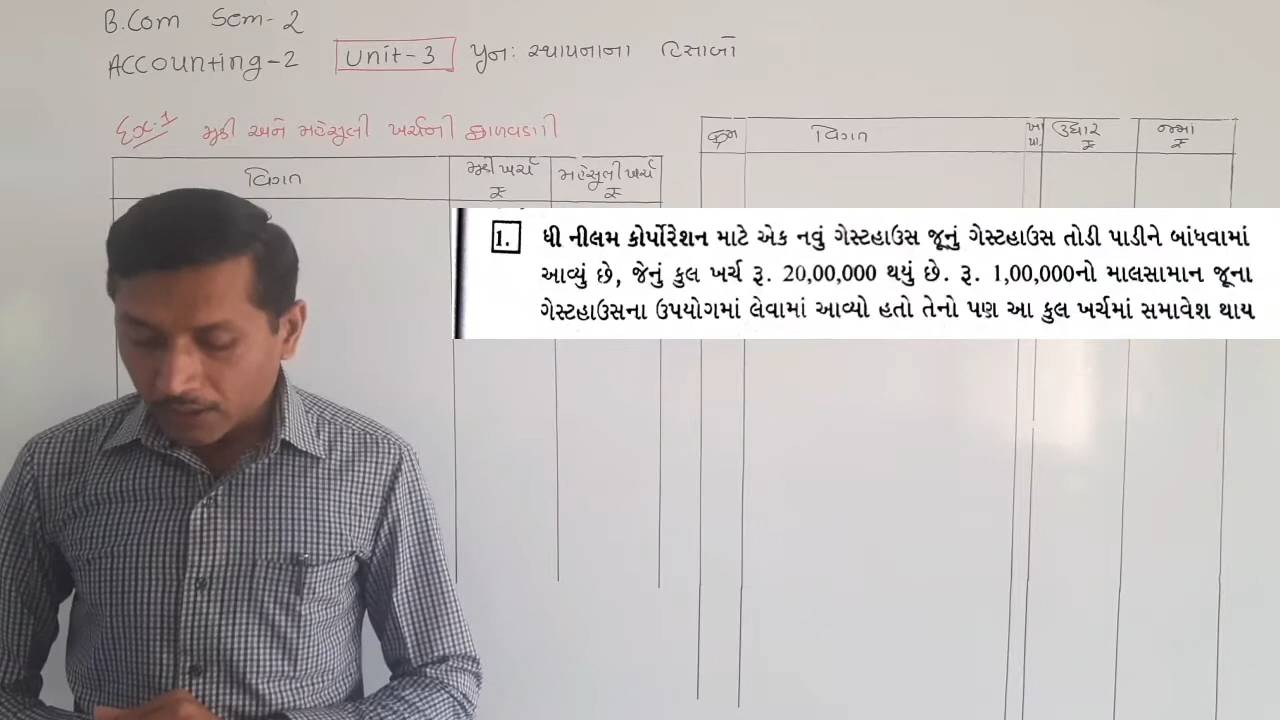 B.Com Sem-2
Accounting-2 Unit-3 પુન: સ્થાપનાના હિસાબો
Ex-1 મૂડી અને મહેસૂલી ખર્ચની ફાળવણી
વિગત મૂડી ખર્ચ ₹ મહેસૂલી ખર્ચ ₹
ક્રમ વિગત ખા. પા. ઉધાર ₹ જમા ₹
1. ધી નીલમ કોર્પોરેશન માટે એક નવું ગેસ્ટહાઉસ જૂનું ગેસ્ટહાઉસ તોડી પાડીને બાંધવામાં
આવ્યું છે, જેનું કુલ ખર્ચ રૂ. 20,00,000 થયું છે. રૂ. 1,00,000નો માલસામાન જૂના
ગેસ્ટહાઉસના ઉપયોગમાં લેવામાં આવ્યો હતો તેનો પણ આ કુલ ખર્ચમાં સમાવેશ થાય